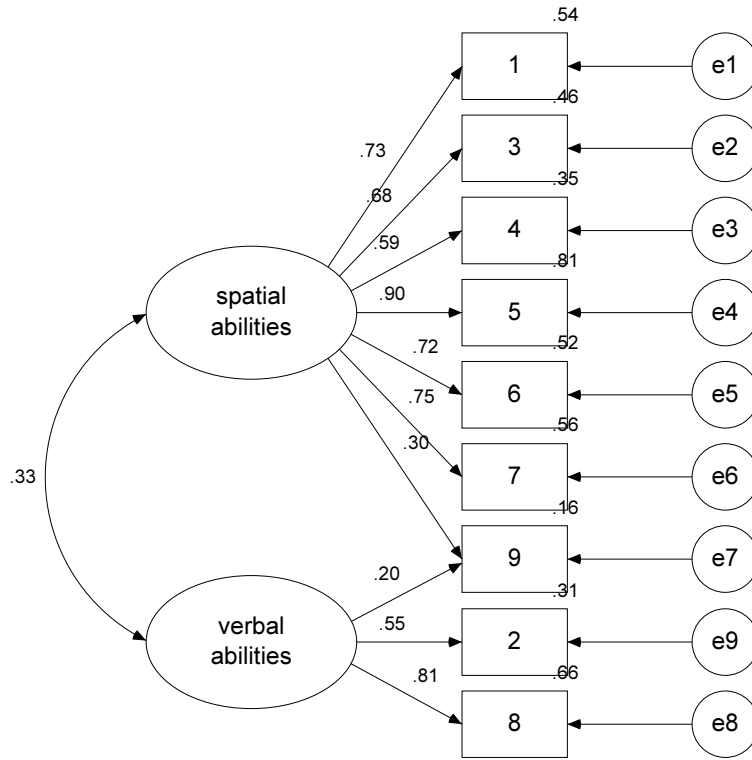 .54
1
e1
.46
3
e2
.73
.35
.68
4
e3
.59
.81
spatial
abilities
.90
5
e4
.52
.72
6
e5
.75
.56
.30
.33
7
e6
.16
9
e7
.20
.31
verbal
abilities
.55
2
e9
.66
.81
8
e8